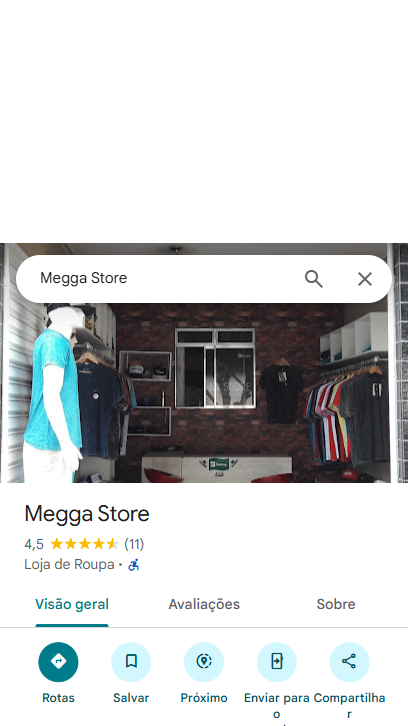 Megga Store
STORE
Megga Store
4,5 (11)
Loja de Roupa •
Visão geral Avaliações Sobre
Rotas Salvar Próximo Enviar para o Compartilhar